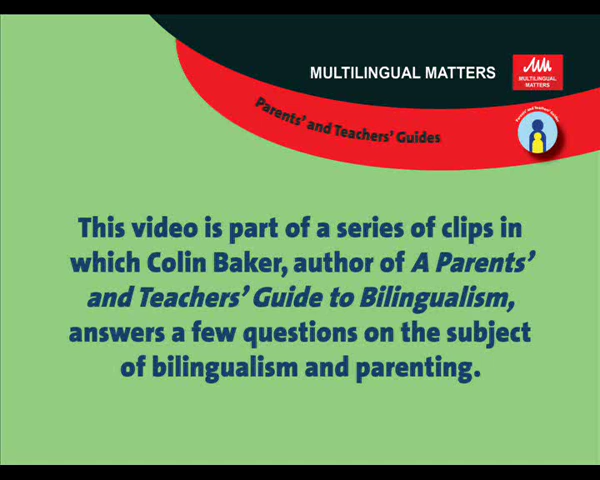 MULTILINGUAL MATTERS
MULTILINGUAL
MATTERS
Parents' and Teachers' Guides
This video is part of a series of clips in
which Colin Baker, author of A Parents'
and Teachers' Guide to Bilingualism,
answers a few questions on the subject
of bilingualism and parenting.